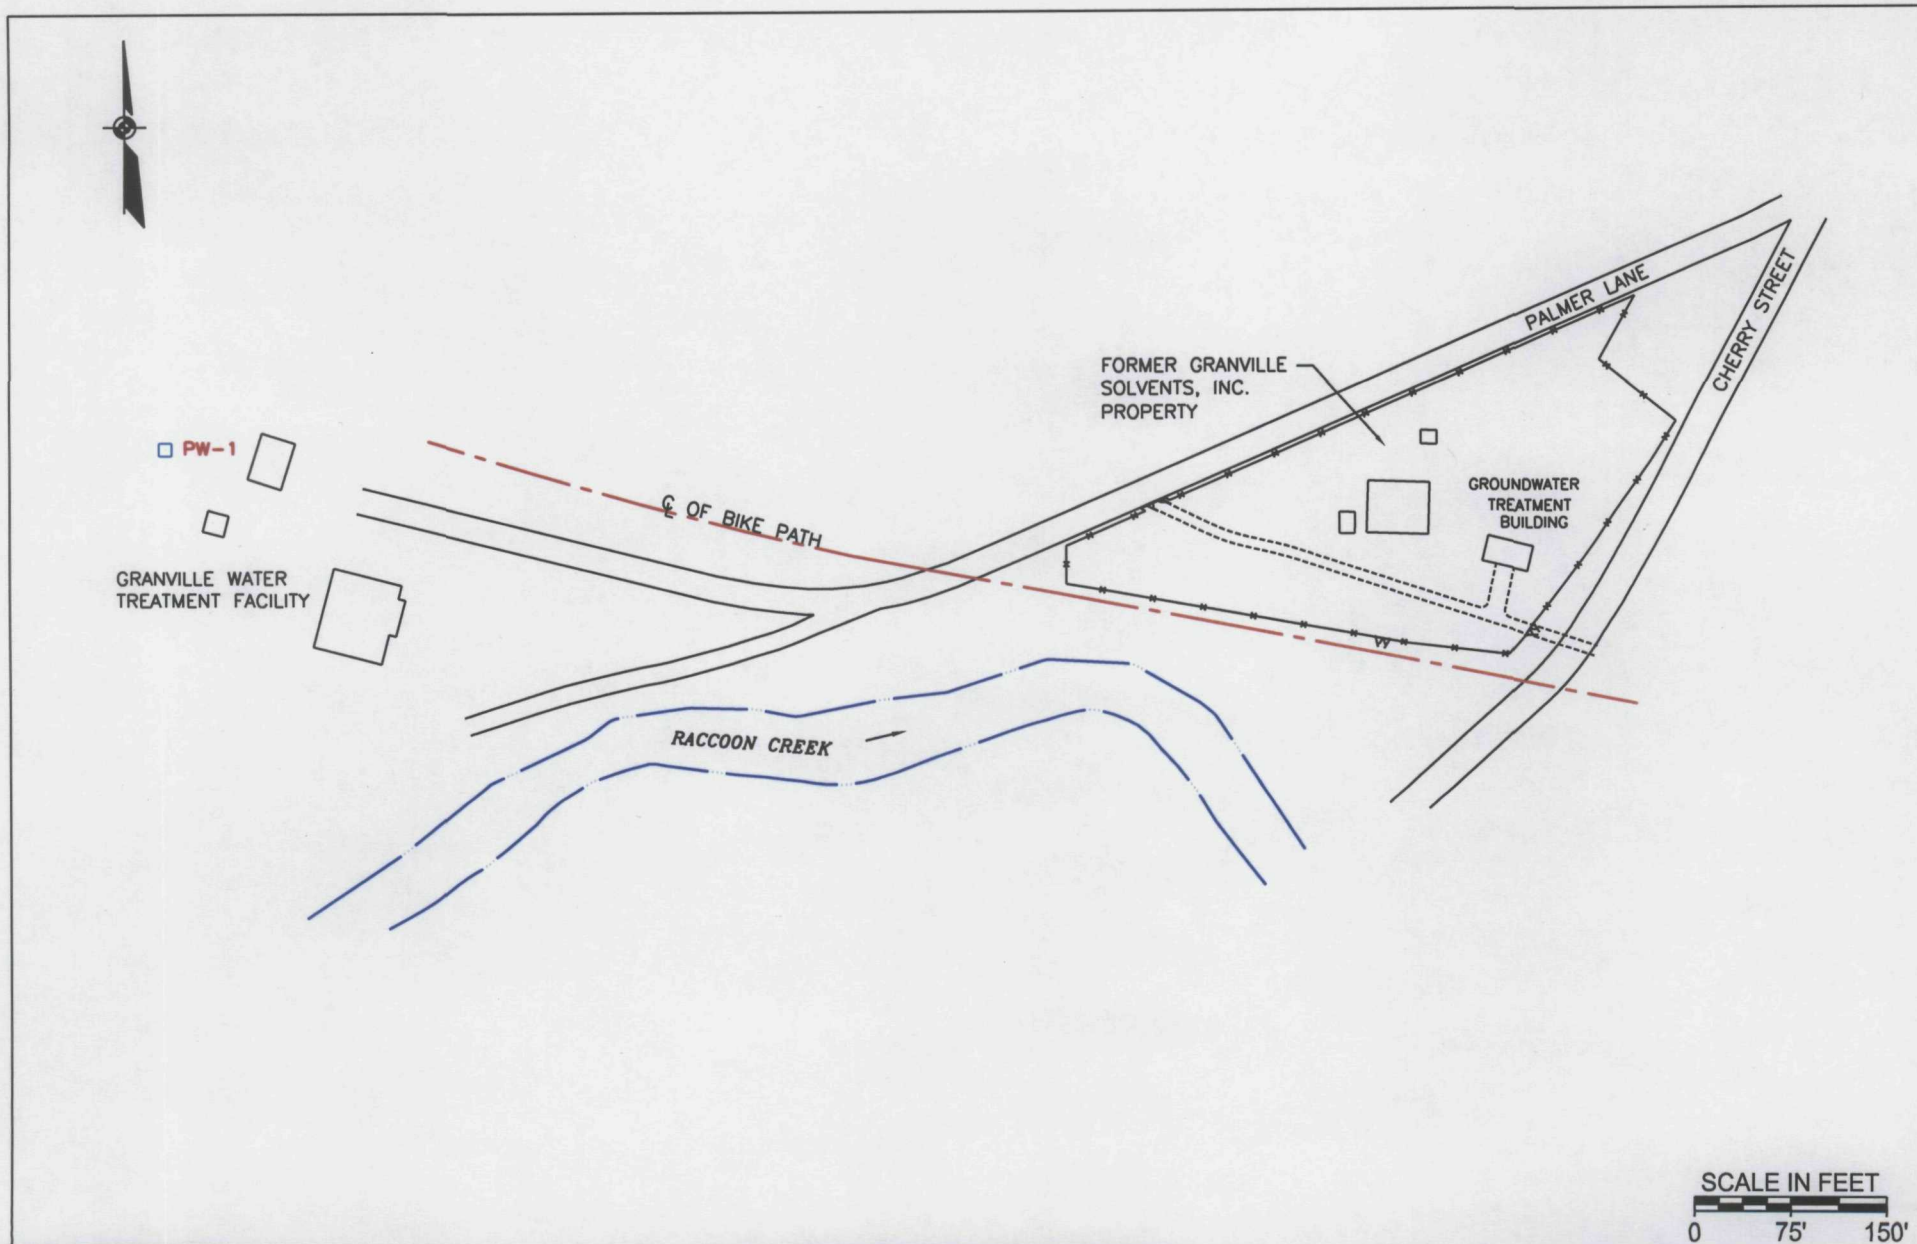 PALMER LANE
CHERRY STREET
FORMER GRANVILLE
SOLVENTS, INC.
PROPERTY
PW-1
GROUNDWATER
TREATMENT
BUILDING
℄ OF BIKE PATH
GRANVILLE WATER
TREATMENT FACILITY
RACCOON CREEK
SCALE IN FEET
0 75' 150'